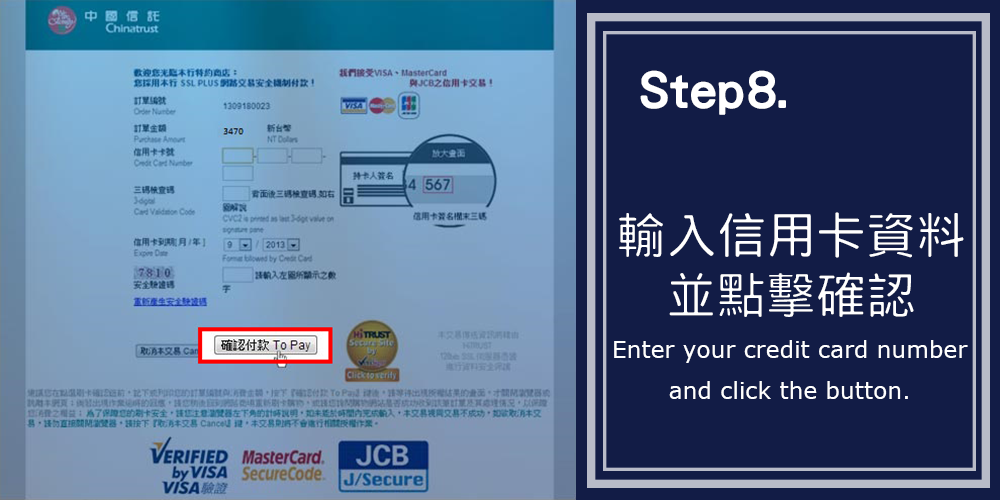 中國信託
Chinatrust
歡迎您光臨本行特約商店：
您採用本行 SSL PLUS 網路交易安全機制付款！
我們接受VISA、MasterCard
與JCB之信用卡交易！
訂單編號
Order Number
1309180023
VISA
MasterCard
JCB
訂單金額
Purchase Amount
3470
新台幣
NT Dollars
信用卡卡號
Credit Card Number
放大畫面
持卡人簽名
4 567
信用卡簽名欄末三碼
三碼檢查碼
3-digital
Card Validation Code
背面後三碼檢查碼,如右
圖解說
CVC2 is printed as last 3-digit value on
signature pane
信用卡到期[月/年]
Expire Date
9 / 2013
Format followed by Credit Card
7810
安全驗證碼
請輸入左圖所顯示之數
字
重新產生安全驗證碼
取消本交易 Can
確認付款 To Pay
HiTRUST
Secure Site
by
VeriSign
Click to verify
VERIFIED
by VISA
VISA驗證
MasterCard.
SecureCode.
JCB
J/Secure
Step8.
輸入信用卡資料
並點擊確認
Enter your credit card number
and click the button.